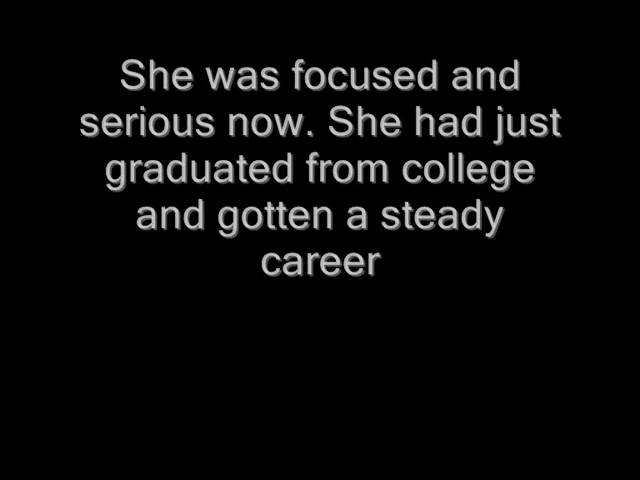 She was focused and
serious now. She had just
graduated from college
and gotten a steady
career